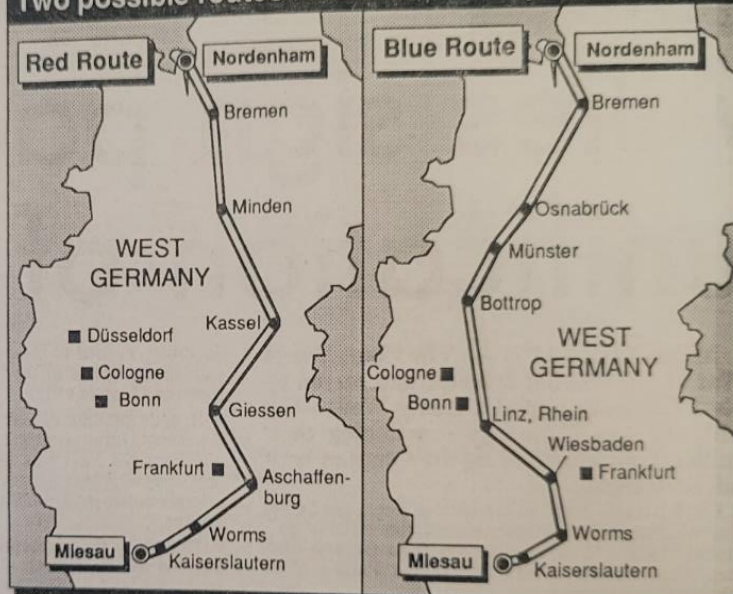 Two possible routes
Red Route
Nordenham
Bremen
Minden
WEST
GERMANY
Kassel
Düsseldorf
Cologne
Bonn
Giessen
Frankfurt
Aschaffen-
burg
Worms
Miesau
Kaiserslautern
Blue Route
Nordenham
Bremen
Osnabrück
Münster
Bottrop
WEST
GERMANY
Cologne
Bonn
Linz, Rhein
Wiesbaden
Frankfurt
Worms
Miesau
Kaiserslautern